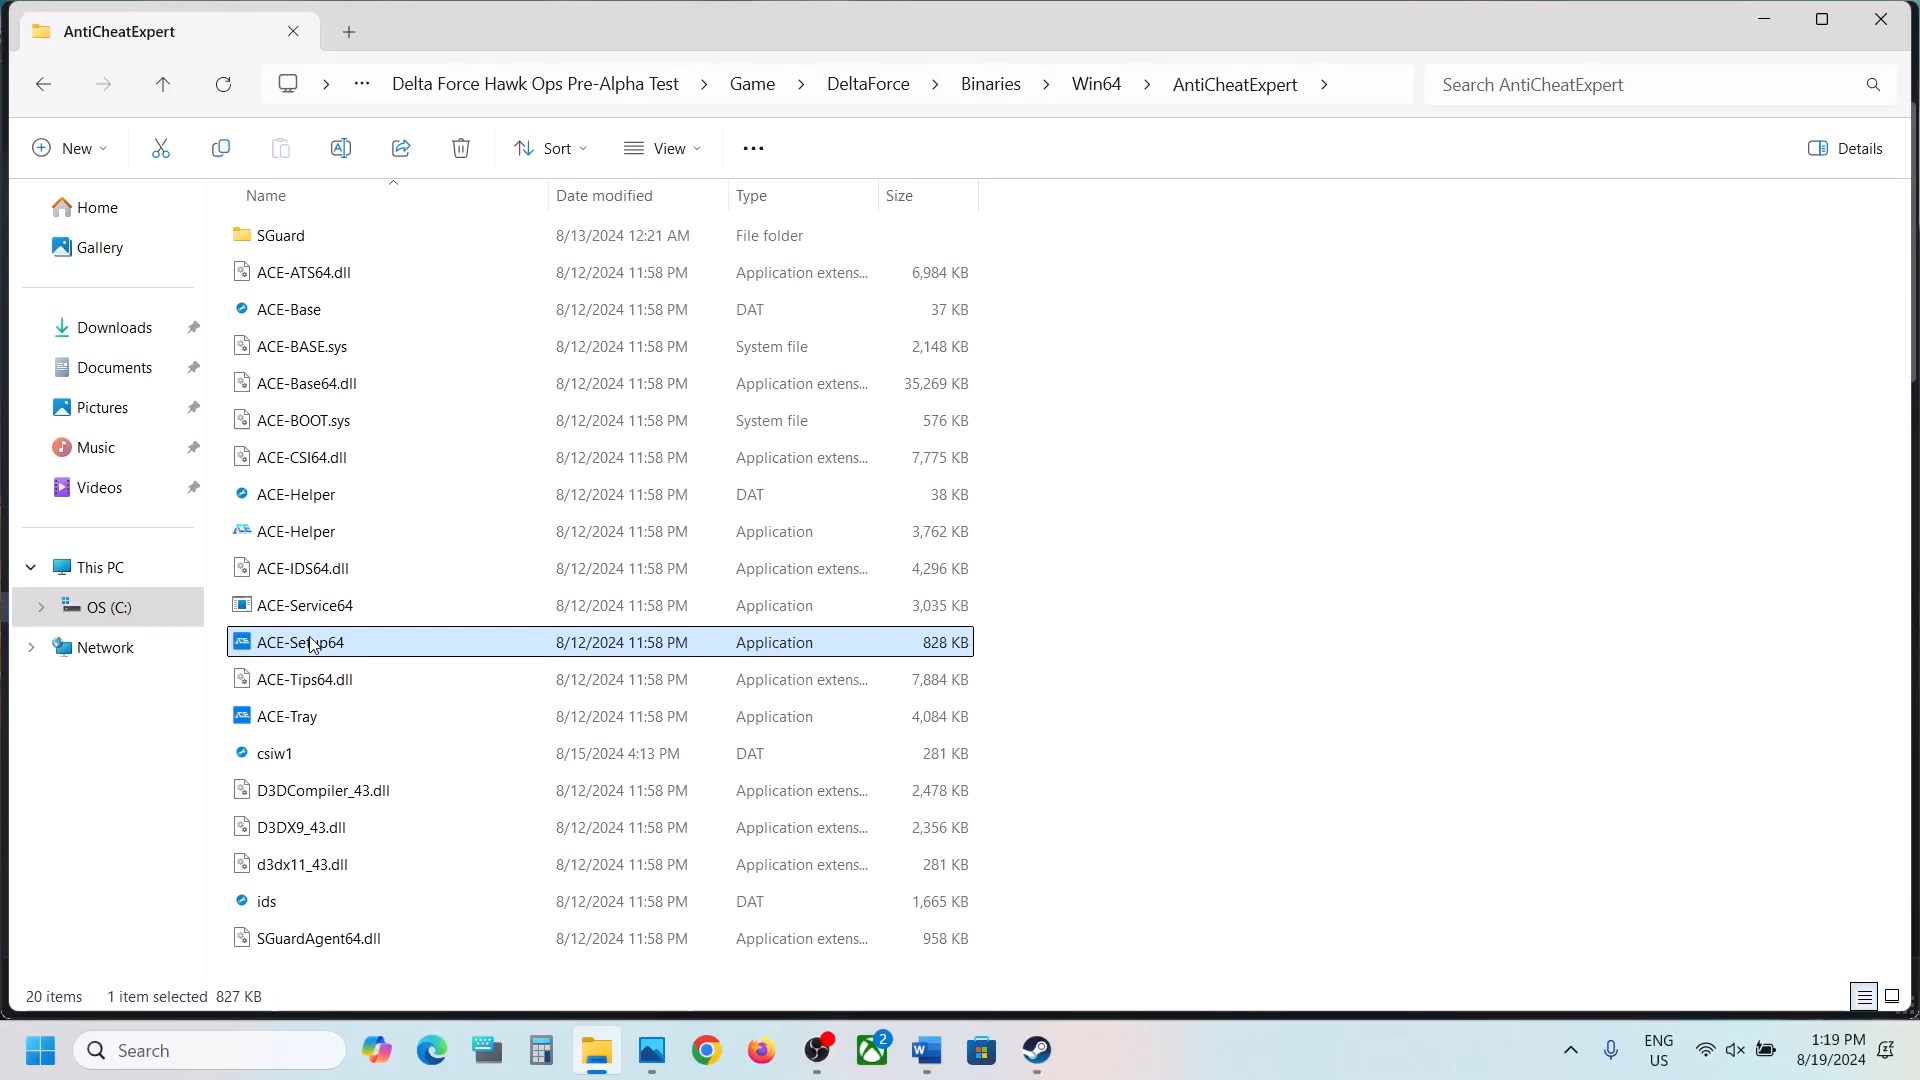 AntiCheatExpert
Delta Force Hawk Ops Pre-Alpha Test > Game > DeltaForce > Binaries > Win64 > AntiCheatExpert >
Search AntiCheatExpert
New
Sort
View
Details
Name Date modified Type Size
Home
Gallery
Downloads
Documents
Pictures
Music
Videos
This PC
OS (C:)
Network
SGuard 8/13/2024 12:21 AM File folder
ACE-ATS64.dll 8/12/2024 11:58 PM Application extens... 6,984 KB
ACE-Base 8/12/2024 11:58 PM DAT 37 KB
ACE-BASE.sys 8/12/2024 11:58 PM System file 2,148 KB
ACE-Base64.dll 8/12/2024 11:58 PM Application extens... 35,269 KB
ACE-BOOT.sys 8/12/2024 11:58 PM System file 576 KB
ACE-CSI64.dll 8/12/2024 11:58 PM Application extens... 7,775 KB
ACE-Helper 8/12/2024 11:58 PM DAT 38 KB
ACE-Helper 8/12/2024 11:58 PM Application 3,762 KB
ACE-IDS64.dll 8/12/2024 11:58 PM Application extens... 4,296 KB
ACE-Service64 8/12/2024 11:58 PM Application 3,035 KB
ACE-Setup64 8/12/2024 11:58 PM Application 828 KB
ACE-Tips64.dll 8/12/2024 11:58 PM Application extens... 7,884 KB
ACE-Tray 8/12/2024 11:58 PM Application 4,084 KB
csiw1 8/15/2024 4:13 PM DAT 281 KB
D3DCompiler_43.dll 8/12/2024 11:58 PM Application extens... 2,478 KB
D3DX9_43.dll 8/12/2024 11:58 PM Application extens... 2,356 KB
d3dx11_43.dll 8/12/2024 11:58 PM Application extens... 281 KB
ids 8/12/2024 11:58 PM DAT 1,665 KB
SGuardAgent64.dll 8/12/2024 11:58 PM Application extens... 958 KB
20 items 1 item selected 827 KB
Search
2
ENG
US
1:19 PM
8/19/2024